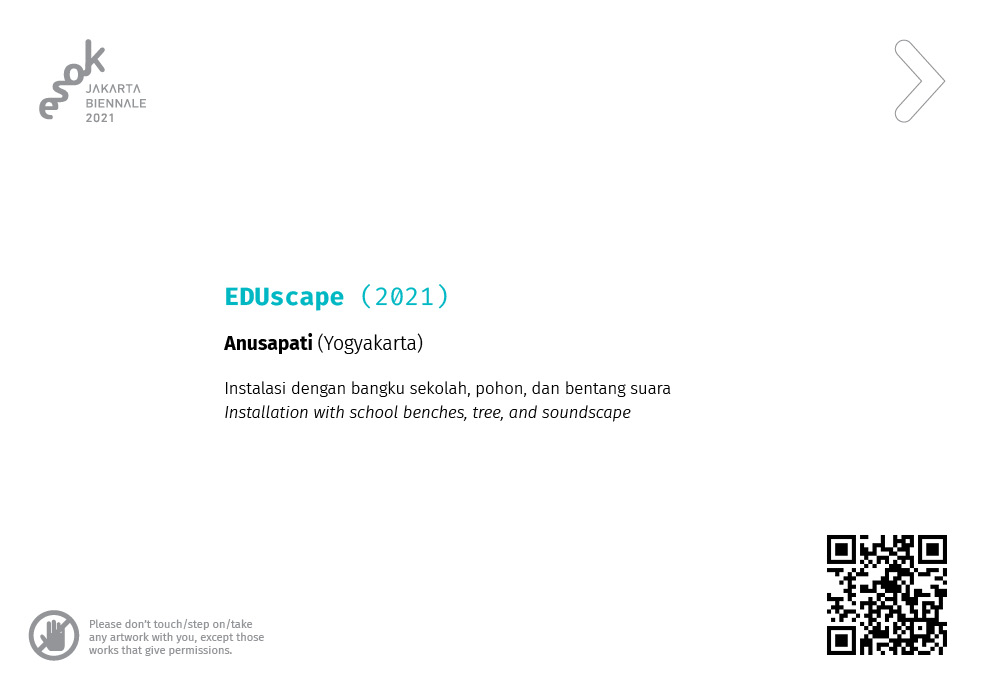 esok
JAKARTA
BIENNALE
2021
EDUscape (2021)
Anusapati (Yogyakarta)
Instalasi dengan bangku sekolah, pohon, dan bentang suara
Installation with school benches, tree, and soundscape
Please don’t touch/step on/take
any artwork with you, except those
works that give permissions.